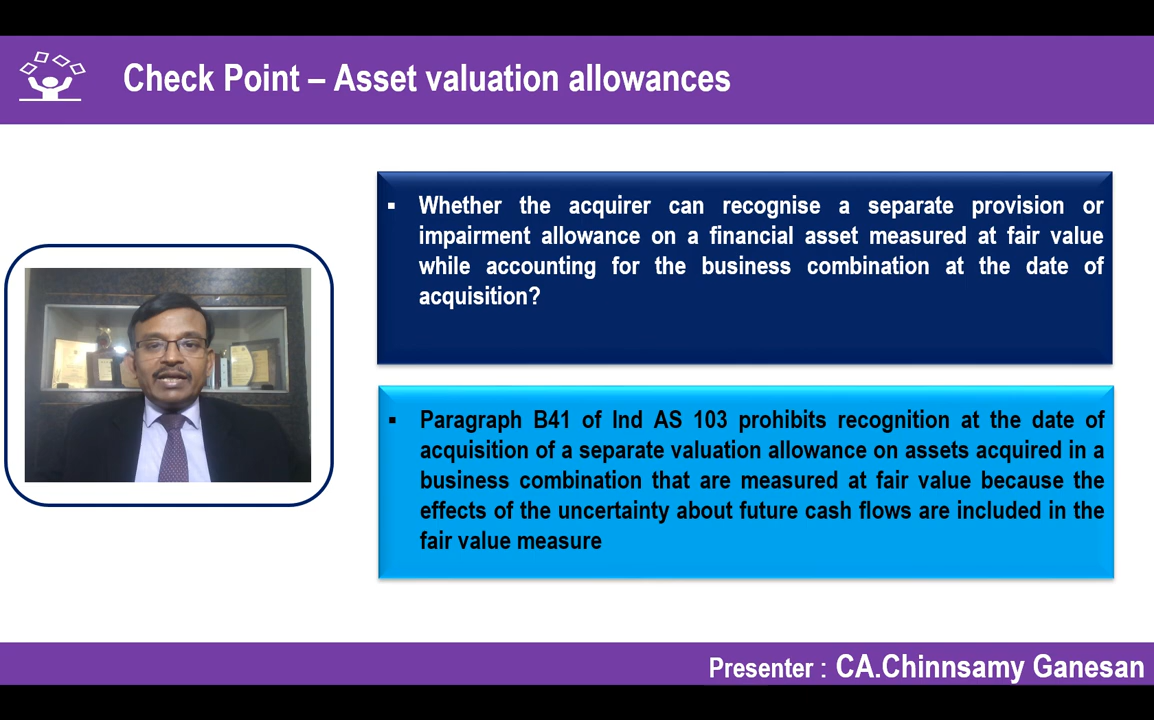 Check Point – Asset valuation allowances
▪ Whether the acquirer can recognise a separate provision or
impairment allowance on a financial asset measured at fair value
while accounting for the business combination at the date of
acquisition?
▪ Paragraph B41 of Ind AS 103 prohibits recognition at the date of
acquisition of a separate valuation allowance on assets acquired in a
business combination that are measured at fair value because the
effects of the uncertainty about future cash flows are included in the
fair value measure
Presenter : CA.Chinnsamy Ganesan